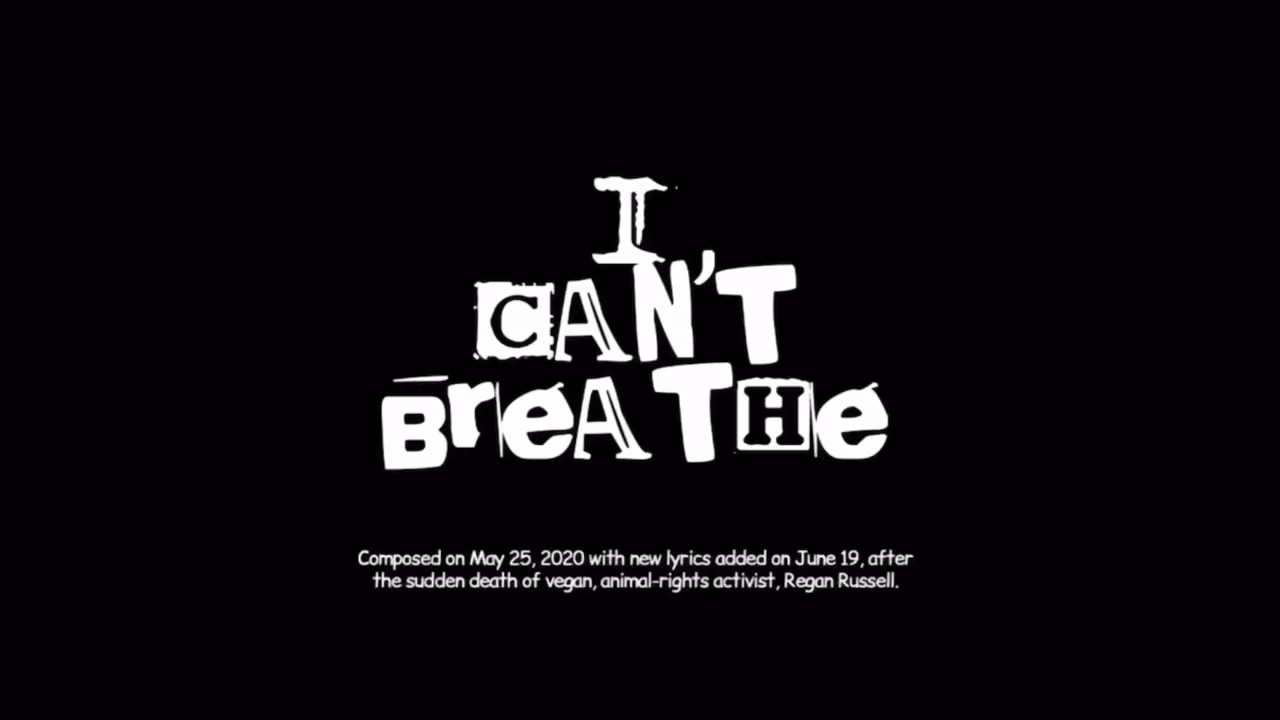 I
CAN'T
BreATHe
Composed on May 25, 2020 with new lyrics added on June 19, after
the sudden death of vegan, animal-rights activist, Regan Russell.